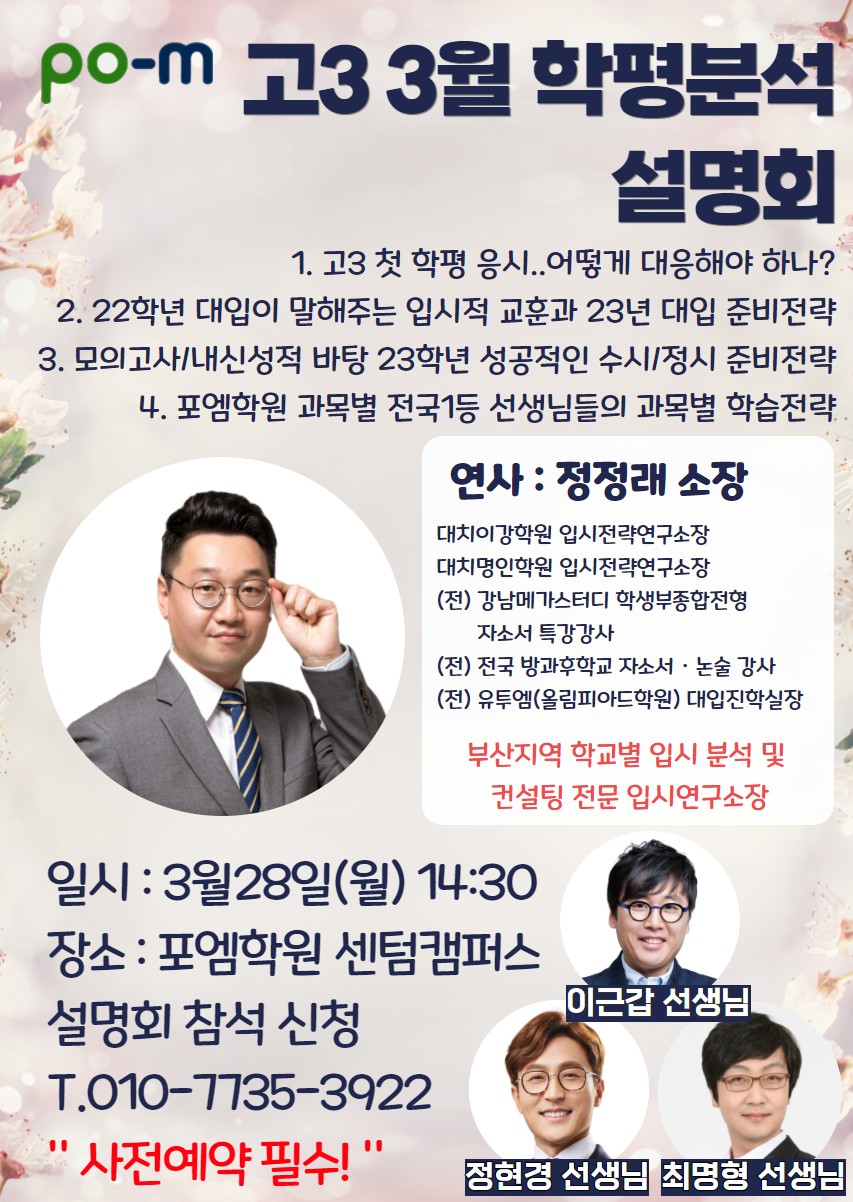 po-m 고3 3월 학평분석
설명회
1. 고3 첫 학평 응시..어떻게 대응해야 하나?
2. 22학년 대입이 말해주는 입시적 교훈과 23년 대입 준비전략
3. 모의고사/내신성적 바탕 23학년 성공적인 수시/정시 준비전략
4. 포엠학원 과목별 전국1등 선생님들의 과목별 학습전략
연사 : 정정래 소장
대치이강학원 입시전략연구소장
대치명인학원 입시전략연구소장
(전) 강남메가스터디 학생부종합전형
자소서 특강강사
(전) 전국 방과후학교 자소서 · 논술 강사
(전) 유투엠(올림피아드학원) 대입진학실장
부산지역 학교별 입시 분석 및
컨설팅 전문 입시연구소장
일시 : 3월28일(월) 14:30
장소 : 포엠학원 센텀캠퍼스
설명회 참석 신청
T.010-7735-3922
" 사전예약 필수! "
이근갑 선생님
정현경 선생님
최명형 선생님